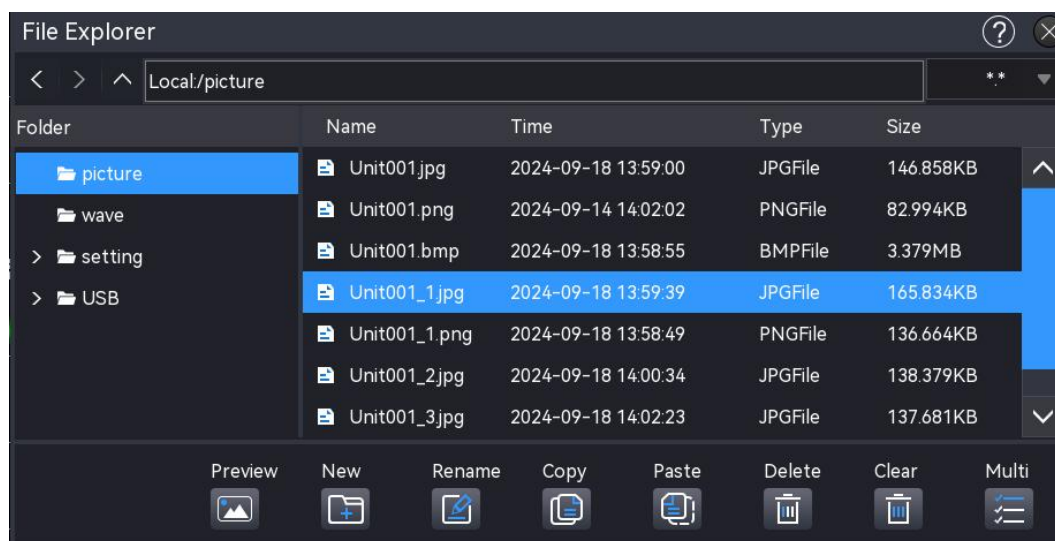 File Explorer ?
Local:/picture *.*
Folder Name Time Type Size
picture Unit001.jpg 2024-09-18 13:59:00 JPGFile 146.858KB
wave Unit001.png 2024-09-14 14:02:02 PNGFile 82.994KB
setting Unit001.bmp 2024-09-18 13:58:55 BMPFile 3.379MB
USB Unit001_1.jpg 2024-09-18 13:59:39 JPGFile 165.834KB
Unit001_1.png 2024-09-18 13:58:49 PNGFile 136.664KB
Unit001_2.jpg 2024-09-18 14:00:34 JPGFile 138.379KB
Unit001_3.jpg 2024-09-18 14:02:23 JPGFile 137.681KB
Preview New Rename Copy Paste Delete Clear Multi